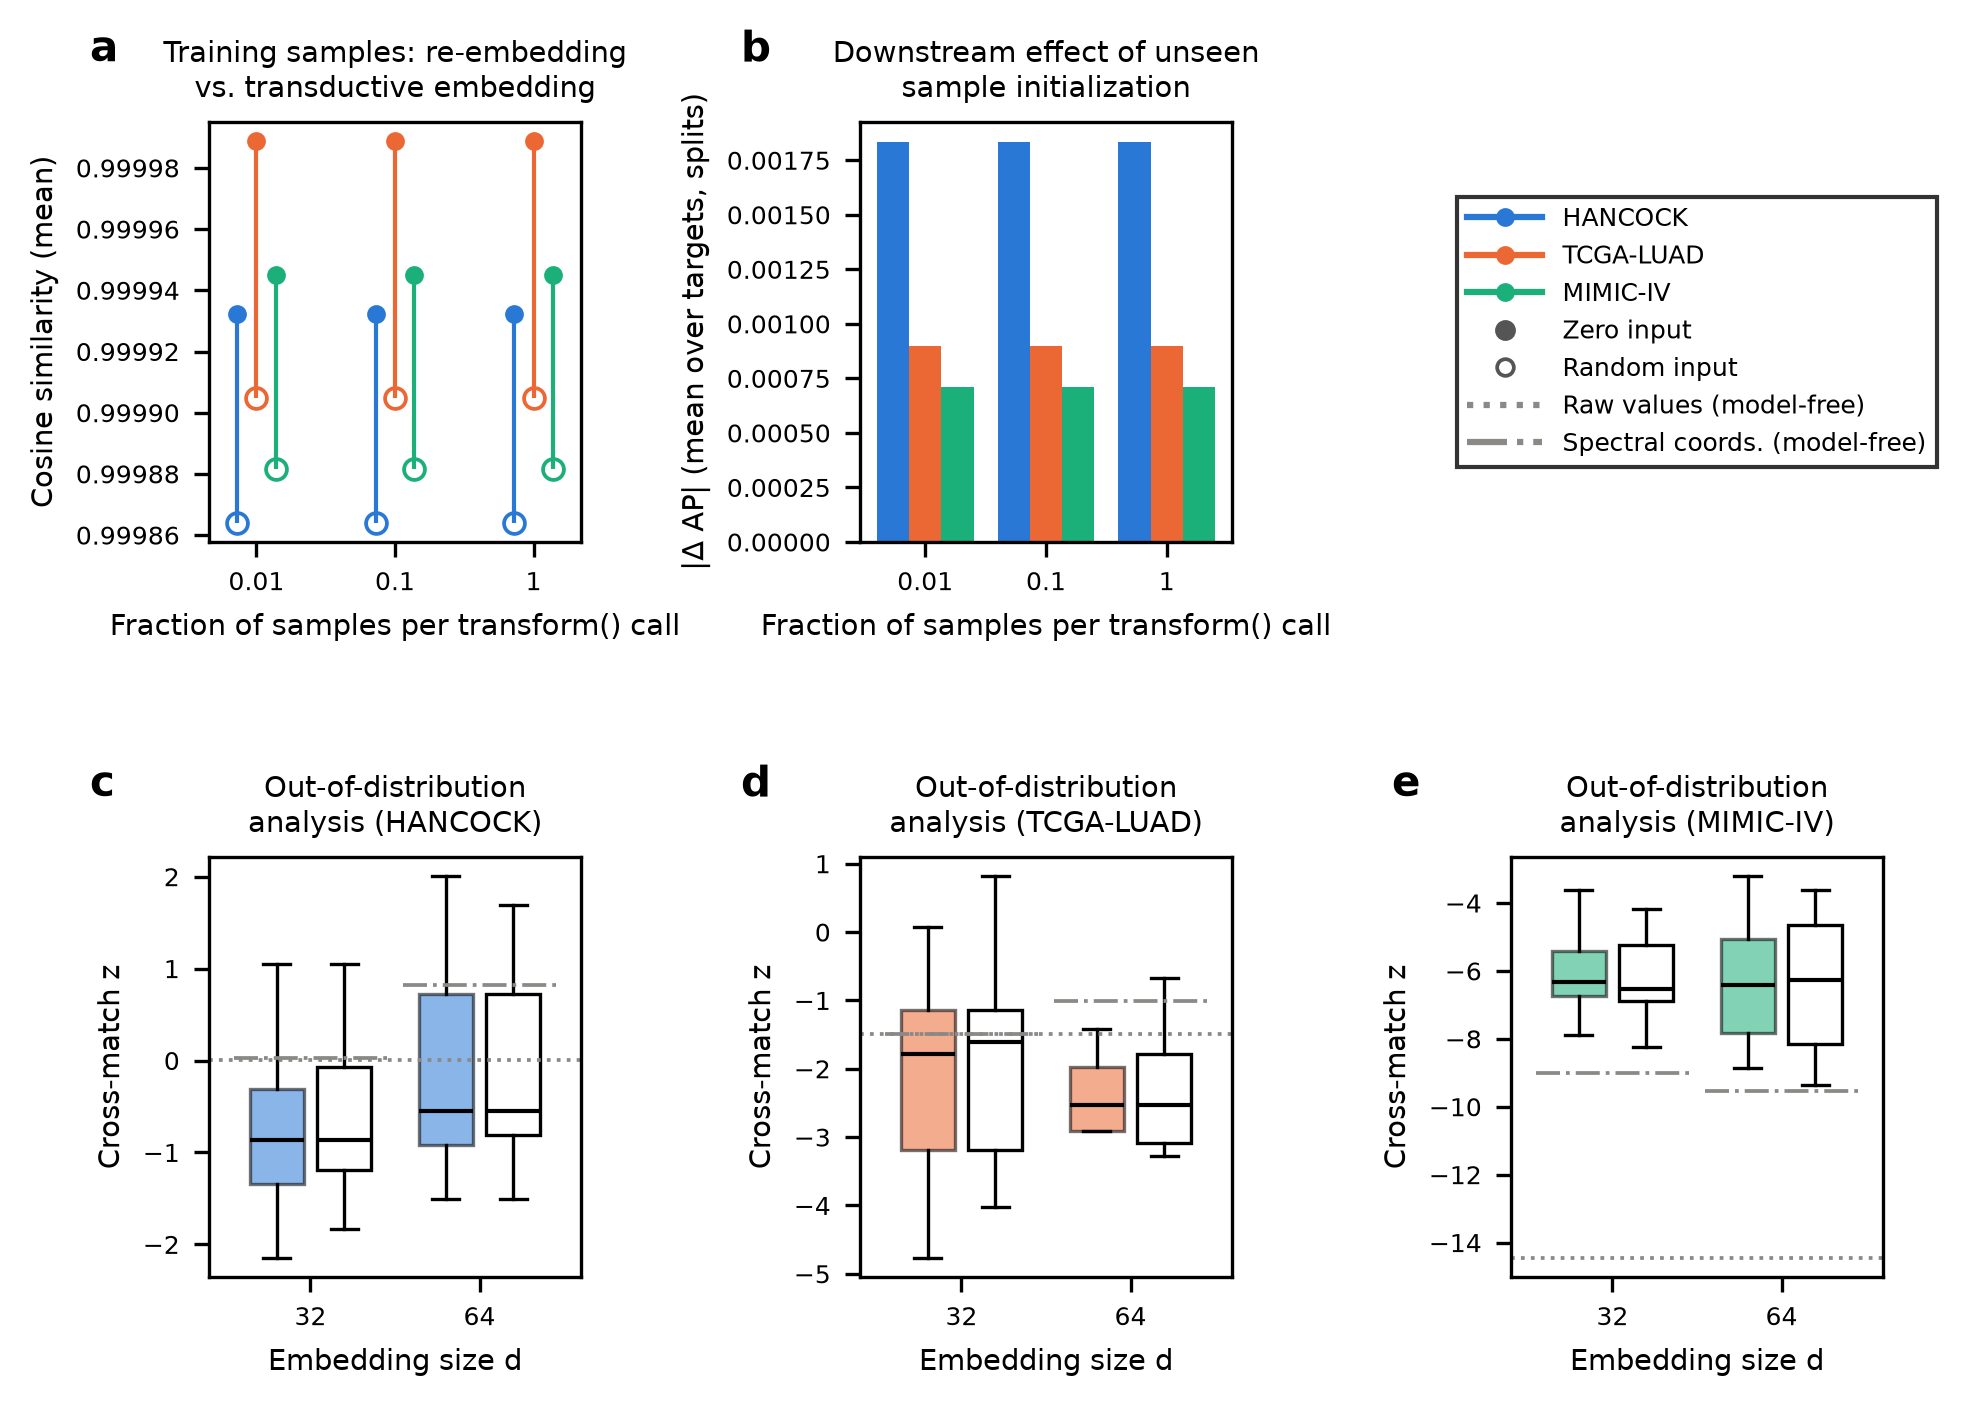 a
Training samples: re-embedding
vs. transductive embedding
Cosine similarity (mean)
0.99998
0.99996
0.99994
0.99992
0.99990
0.99988
0.99986
0.01
0.1
1
Fraction of samples per transform() call
b
Downstream effect of unseen
sample initialization
|Δ AP| (mean over targets, splits)
0.00175
0.00150
0.00125
0.00100
0.00075
0.00050
0.00025
0.00000
0.01
0.1
1
Fraction of samples per transform() call
HANCOCK
TCGA-LUAD
MIMIC-IV
Zero input
Random input
Raw values (model-free)
Spectral coords. (model-free)
c
Out-of-distribution
analysis (HANCOCK)
Cross-match z
2
1
0
−1
−2
32
64
Embedding size d
d
Out-of-distribution
analysis (TCGA-LUAD)
Cross-match z
1
0
−1
−2
−3
−4
−5
32
64
Embedding size d
e
Out-of-distribution
analysis (MIMIC-IV)
Cross-match z
−4
−6
−8
−10
−12
−14
32
64
Embedding size d